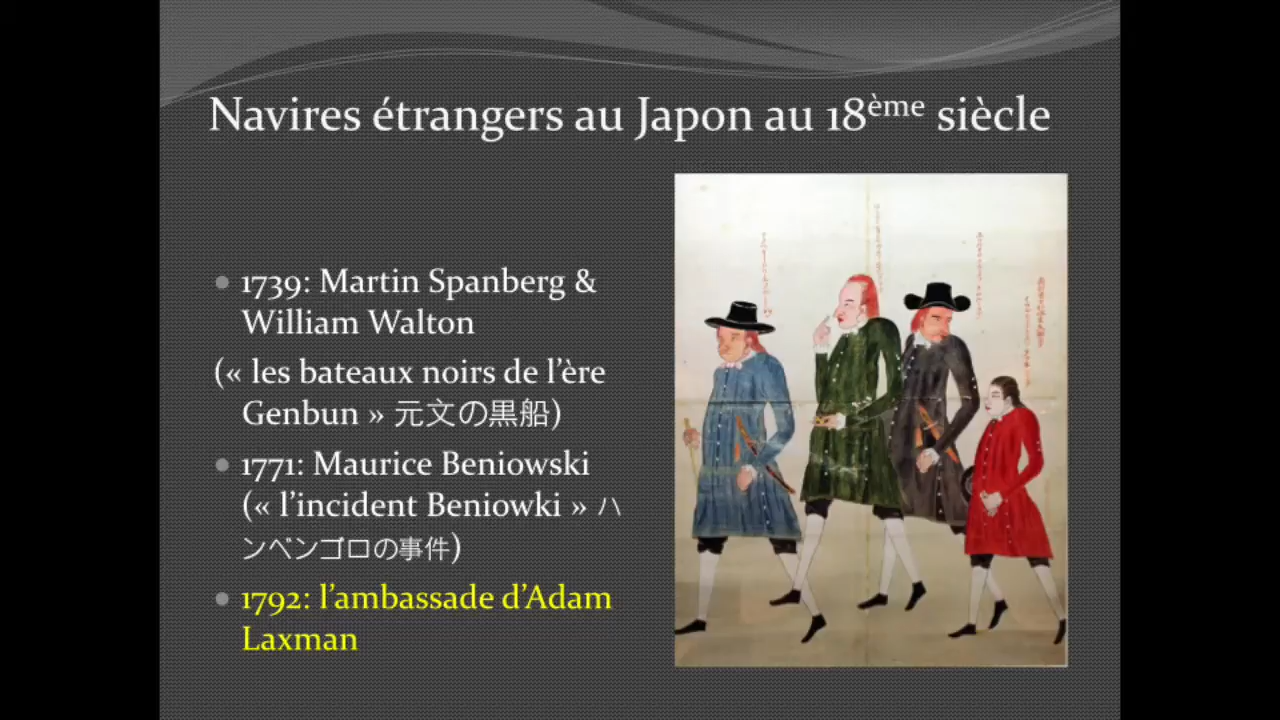 Navires étrangers au Japon au 18ème siècle
1739: Martin Spanberg &
William Walton
(« les bateaux noirs de l’ère
Genbun » 元文の黒船)
1771: Maurice Beniowski
(« l’incident Beniowki » ハ
ンベンゴロの事件)
1792: l’ambassade d’Adam
Laxman